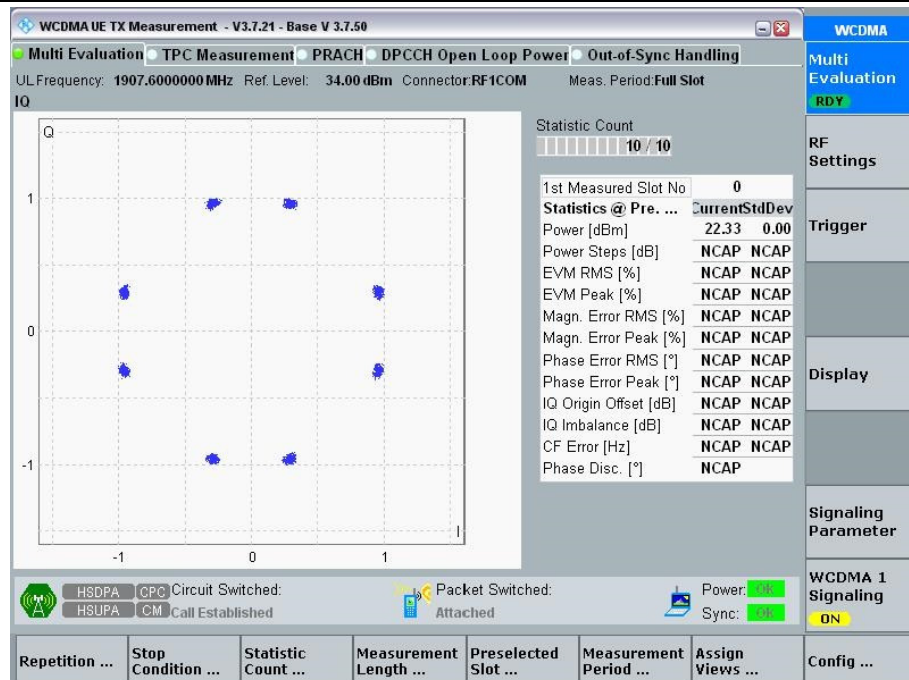 WCDMA UE TX Measurement - V3.7.21 - Base V 3.7.50
Multi Evaluation TPC Measurement PRACH DPCCH Open Loop Power Out-of-Sync Handling
UL Frequency: 1907.6000000 MHz Ref. Level: 34.00 dBm Connector:RF1COM Meas. Period:Full Slot
IQ
Q
1
0
-1
-1 0 1
I
Statistic Count
10 / 10
1st Measured Slot No 0
Statistics @ Pre. ... Current StdDev
Power [dBm] 22.33 0.00
Power Steps [dB] NCAP NCAP
EVM RMS [%] NCAP NCAP
EVM Peak [%] NCAP NCAP
Magn. Error RMS [%] NCAP NCAP
Magn. Error Peak [%] NCAP NCAP
Phase Error RMS [°] NCAP NCAP
Phase Error Peak [°] NCAP NCAP
IQ Origin Offset [dB] NCAP NCAP
IQ Imbalance [dB] NCAP NCAP
CF Error [Hz] NCAP NCAP
Phase Disc. [°] NCAP
HSDPA CPC Circuit Switched: Packet Switched: Power: OK
HSUPA CM Call Established Attached Sync: OK
WCDMA
Multi
Evaluation
RDY
RF
Settings
Trigger
Display
Signaling
Parameter
WCDMA 1
Signaling
ON
Repetition ...
Stop
Condition ...
Statistic
Count ...
Measurement
Length ...
Preselected
Slot ...
Measurement
Period ...
Assign
Views ...
Config ...